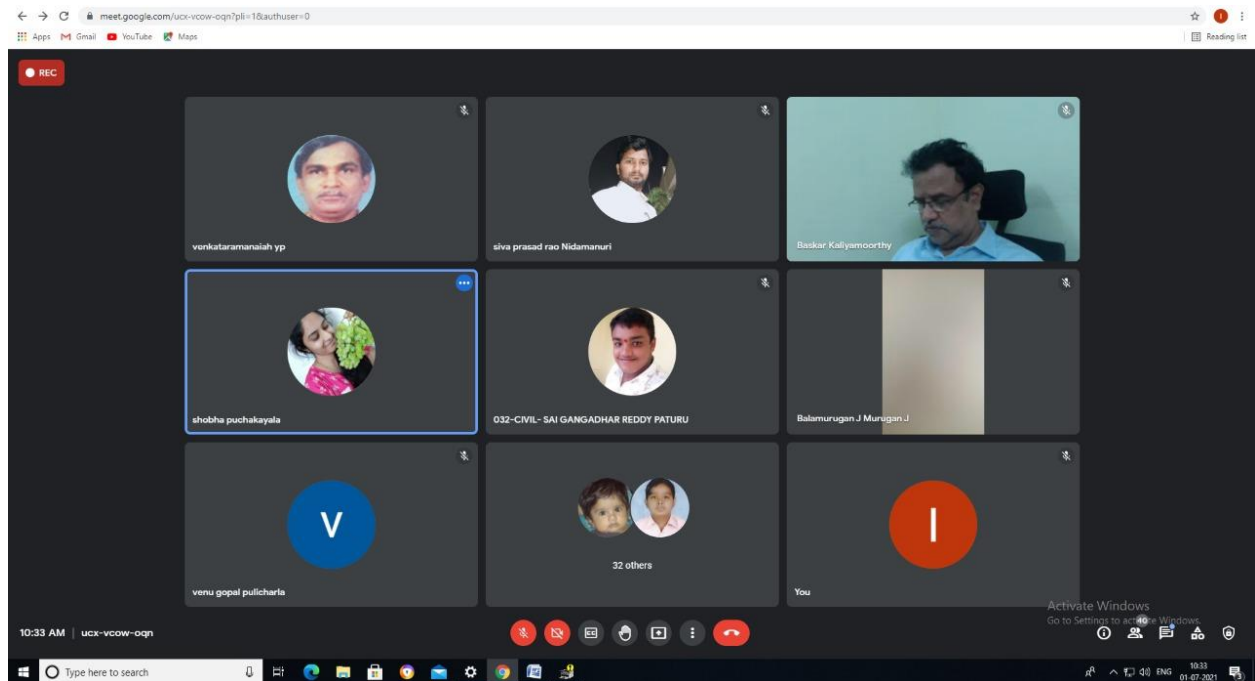 meet.google.com/ucx-vcow-oqn?pli=1&authuser=0
Apps Gmail YouTube Maps Reading list
REC
venkataramanaiah yp
siva prasad rao Nidamanuri
Baskar Kaliyamoorthy
shobha puchakayala
032-CIVIL- SAI GANGADHAR REDDY PATURU
Balamurugan J Murugan J
V
venu gopal pulicharla
32 others
I
You
Activate Windows
Go to Settings to activate Windows.
40
10:33 AM | ucx-vcow-oqn
CC
Type here to search
ENG
10:33
01-07-2021
3